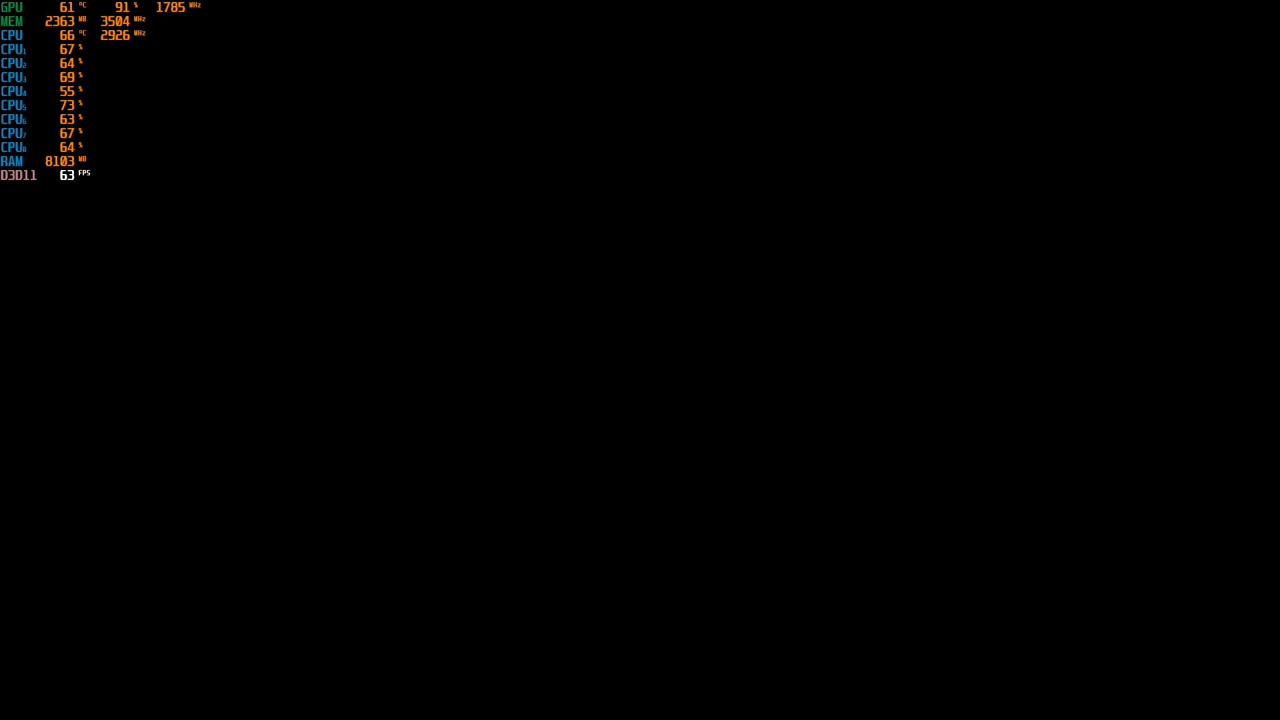 GPU 61 °C 91 % 1785 MHz
MEM 2363 MB 3504 MHz
CPU 66 °C 2926 MHz
CPU1 67 %
CPU2 64 %
CPU3 69 %
CPU4 55 %
CPU5 73 %
CPU6 63 %
CPU7 67 %
CPU8 64 %
RAM 8103 MB
D3D11 63 FPS